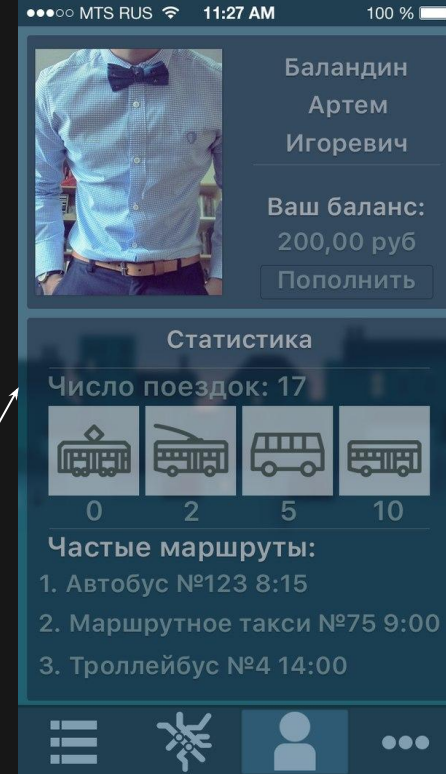 MTS RUS 11:27 AM 100 %
Баландин
Артем
Игоревич
Ваш баланс:
200,00 руб
Пополнить
Статистика
Число поездок: 17
0 2 5 10
Частые маршруты:
1. Автобус №123 8:15
2. Маршрутное такси №75 9:00
3. Троллейбус №4 14:00